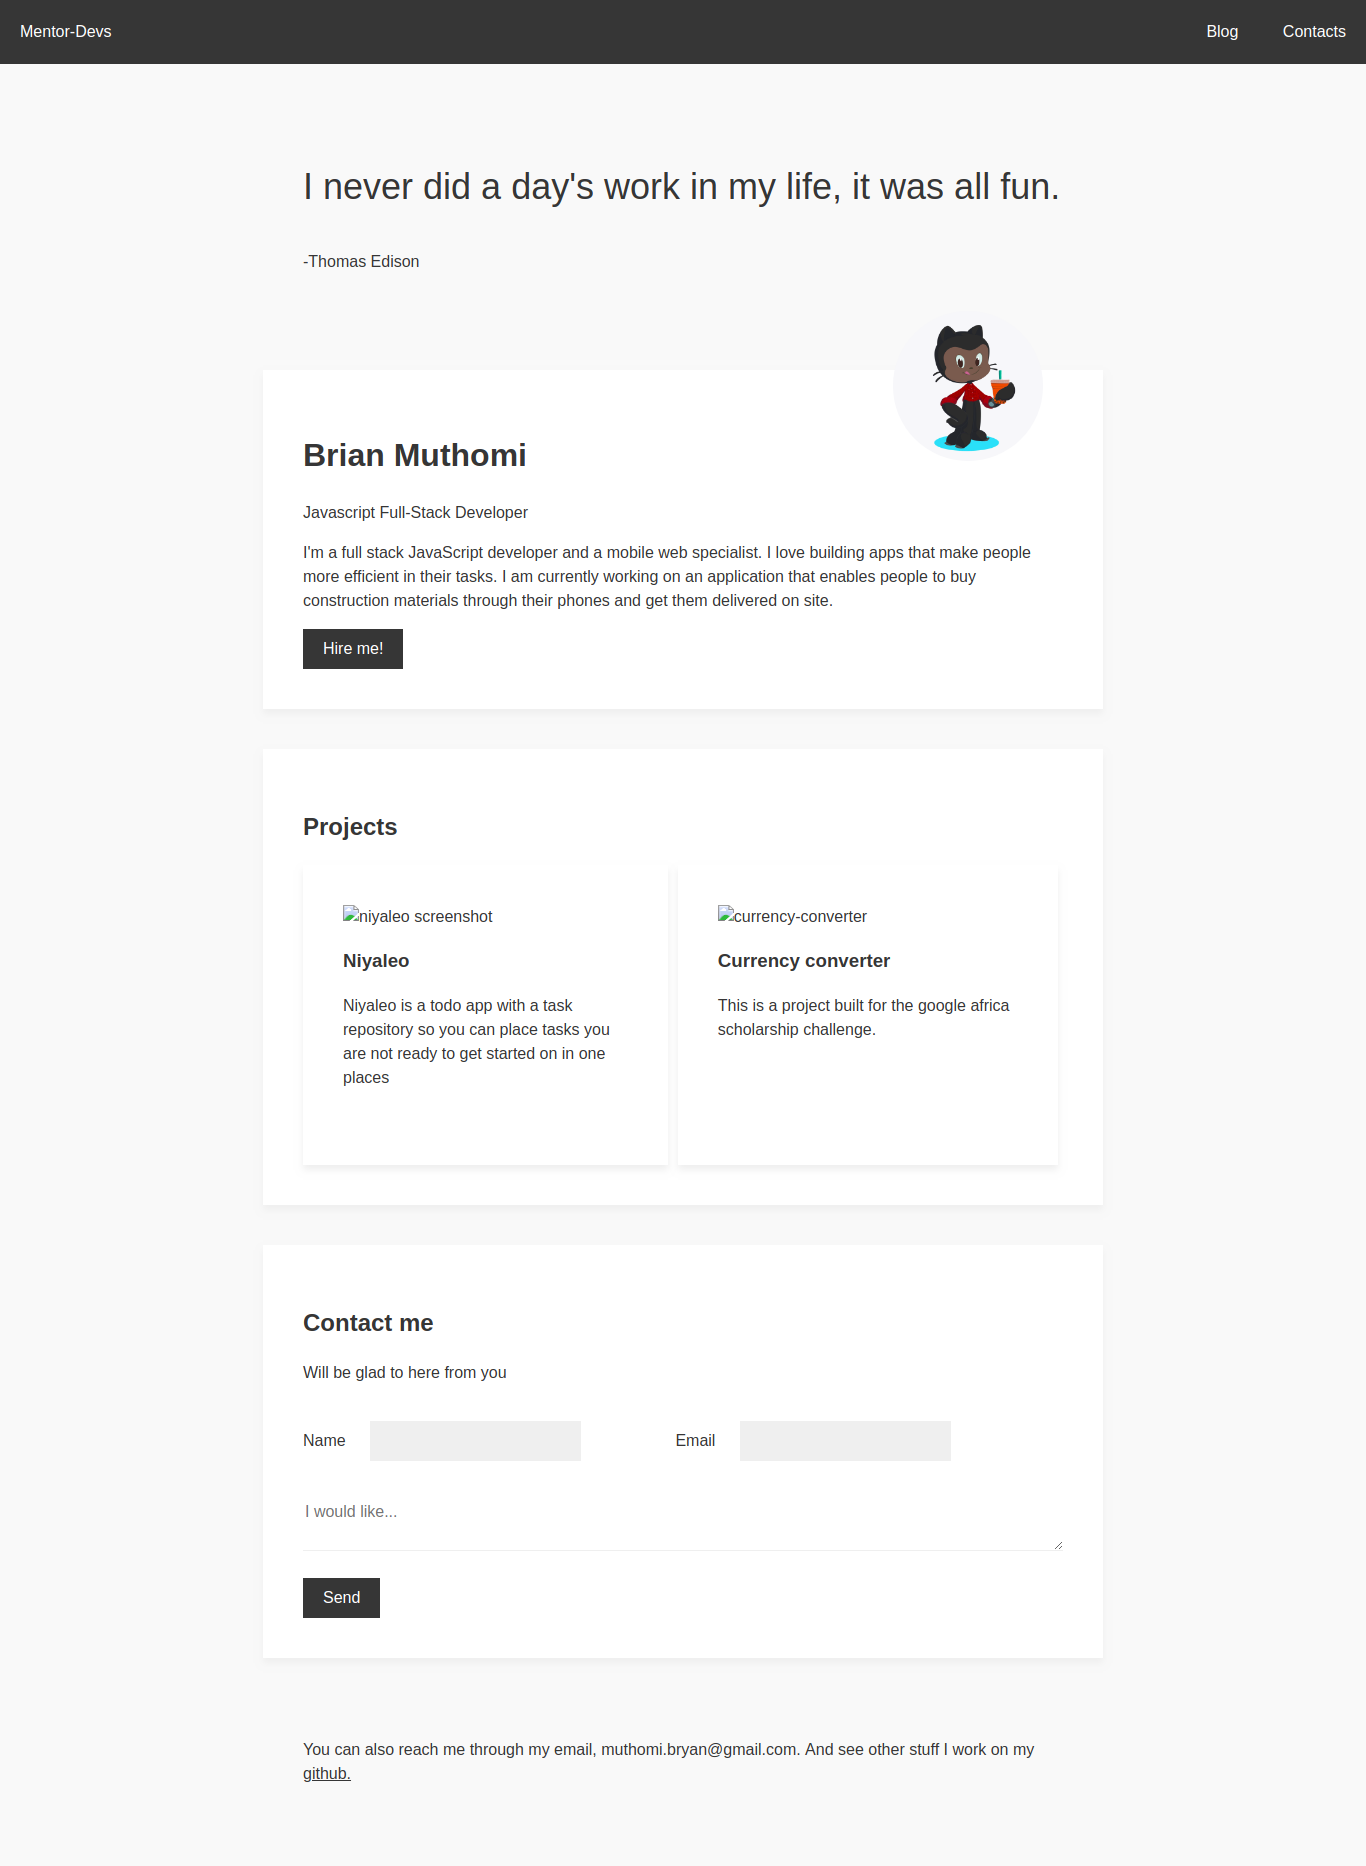 Mentor-Devs
Blog
Contacts
I never did a day's work in my life, it was all fun.
-Thomas Edison
Brian Muthomi
Javascript Full-Stack Developer
I'm a full stack JavaScript developer and a mobile web specialist. I love building apps that make people
more efficient in their tasks. I am currently working on an application that enables people to buy
construction materials through their phones and get them delivered on site.
Hire me!
Projects
niyaleo screenshot
Niyaleo
Niyaleo is a todo app with a task
repository so you can place tasks you
are not ready to get started on in one
places
currency-converter
Currency converter
This is a project built for the google africa
scholarship challenge.
Contact me
Will be glad to here from you
Name
Email
I would like...
Send
You can also reach me through my email, muthomi.bryan@gmail.com. And see other stuff I work on my
github.